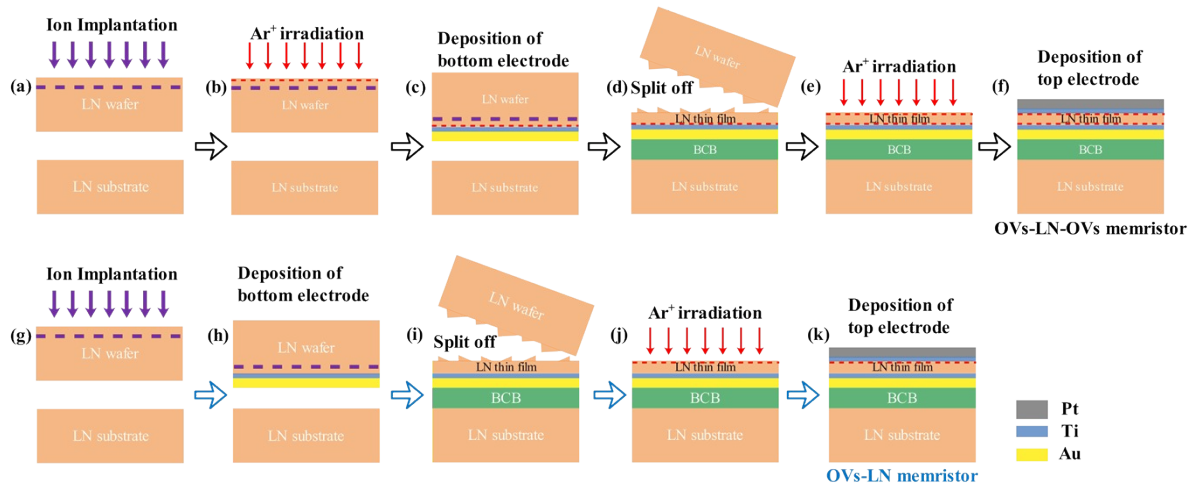 Ion Implantation
(a)
LN wafer
LN substrate
Ar+ irradiation
(b)
LN wafer
LN substrate
Deposition of
bottom electrode
(c)
LN wafer
LN substrate
LN wafer
(d)
Split off
LN thin film
BCB
LN substrate
Ar+ irradiation
(e)
LN thin film
BCB
LN substrate
Deposition of
top electrode
(f)
LN thin film
BCB
LN substrate
OVs-LN-OVs memristor
Ion Implantation
(g)
LN wafer
LN substrate
Deposition of
bottom electrode
(h)
LN wafer
LN substrate
LN wafer
(i)
Split off
LN thin film
BCB
LN substrate
Ar+ irradiation
(j)
LN thin film
BCB
LN substrate
Deposition of
top electrode
(k)
LN thin film
BCB
LN substrate
OVs-LN memristor
Pt
Ti
Au